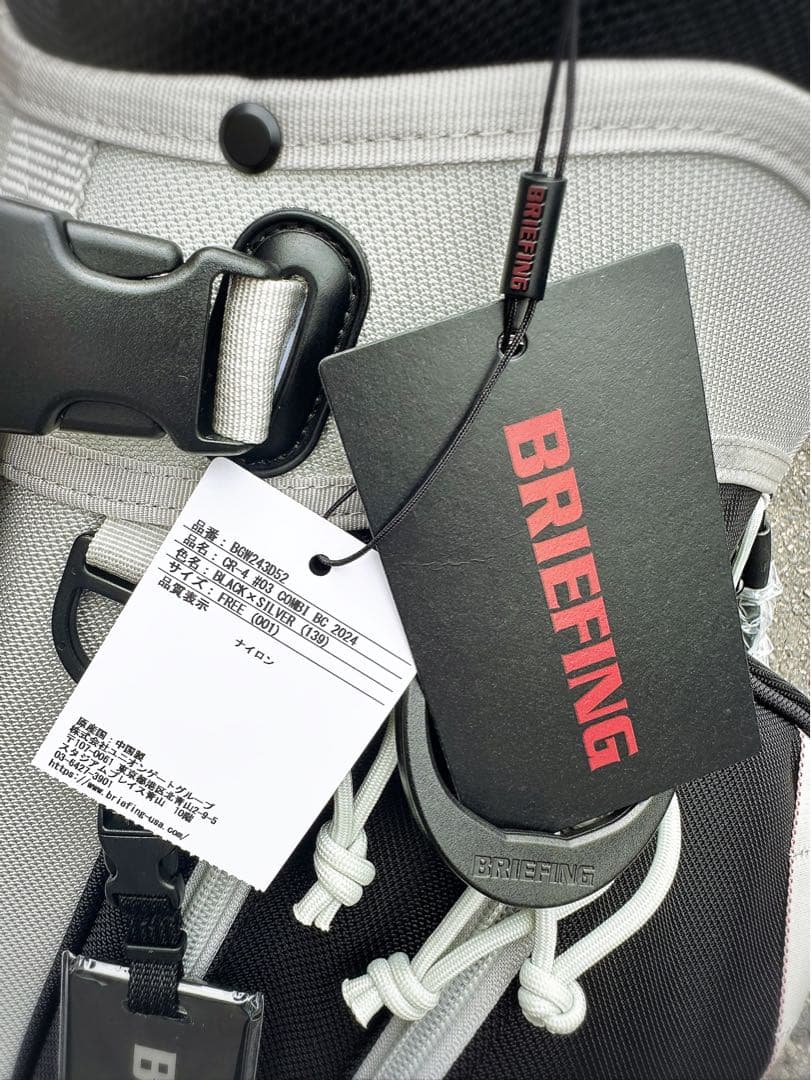 BRIEFING
BRIEFING
品番：BGW243D52
品名：CR-4 #03 COMBI BC 2024
色名：BLACK×SILVER (139)
サイズ：FREE (001)
品質表示
ナイロン
原産国：中国製
株式会社ユニオンゲートグループ
〒107-0061 東京都港区北青山2-9-5
スタジアムプレイス青山 10階
03-6427-3901
https://www.briefing-usa.com/
BRIEFING
B